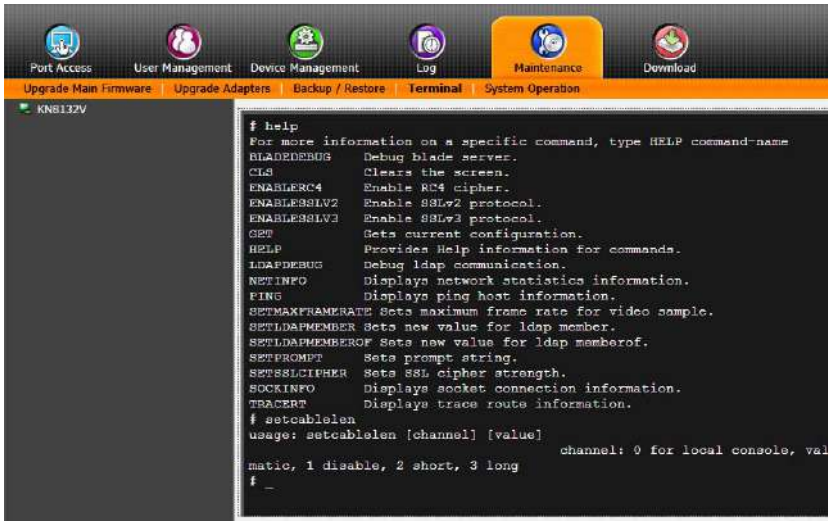 Port Access User Management Device Management Log Maintenance Download
Upgrade Main Firmware Upgrade Adapters Backup / Restore Terminal System Operation
KN8132V
# help
For more information on a specific command, type HELP command-name
BLADEDEBUG Debug blade server.
CLS Clears the screen.
ENABLERC4 Enable RC4 cipher.
ENABLESSLV2 Enable SSLv2 protocol.
ENABLESSLV3 Enable SSLv3 protocol.
GET Gets current configuration.
HELP Provides Help information for commands.
LDAPDEBUG Debug ldap communication.
NETINFO Displays network statistics information.
PING Displays ping host information.
SETMAXFRAMERATE Sets maximum frame rate for video sample.
SETLDAPMEMBER Sets new value for ldap member.
SETLDAPMEMBEROF Sets new value for ldap memberof.
SETPROMPT Sets prompt string.
SETSSLCIPHER Sets SSL cipher strength.
SOCKINFO Displays socket connection information.
TRACERT Displays trace route information.
# setcablelen
usage: setcablelen [channel] [value]
channel: 0 for local console, val
matic, 1 disable, 2 short, 3 long
# _